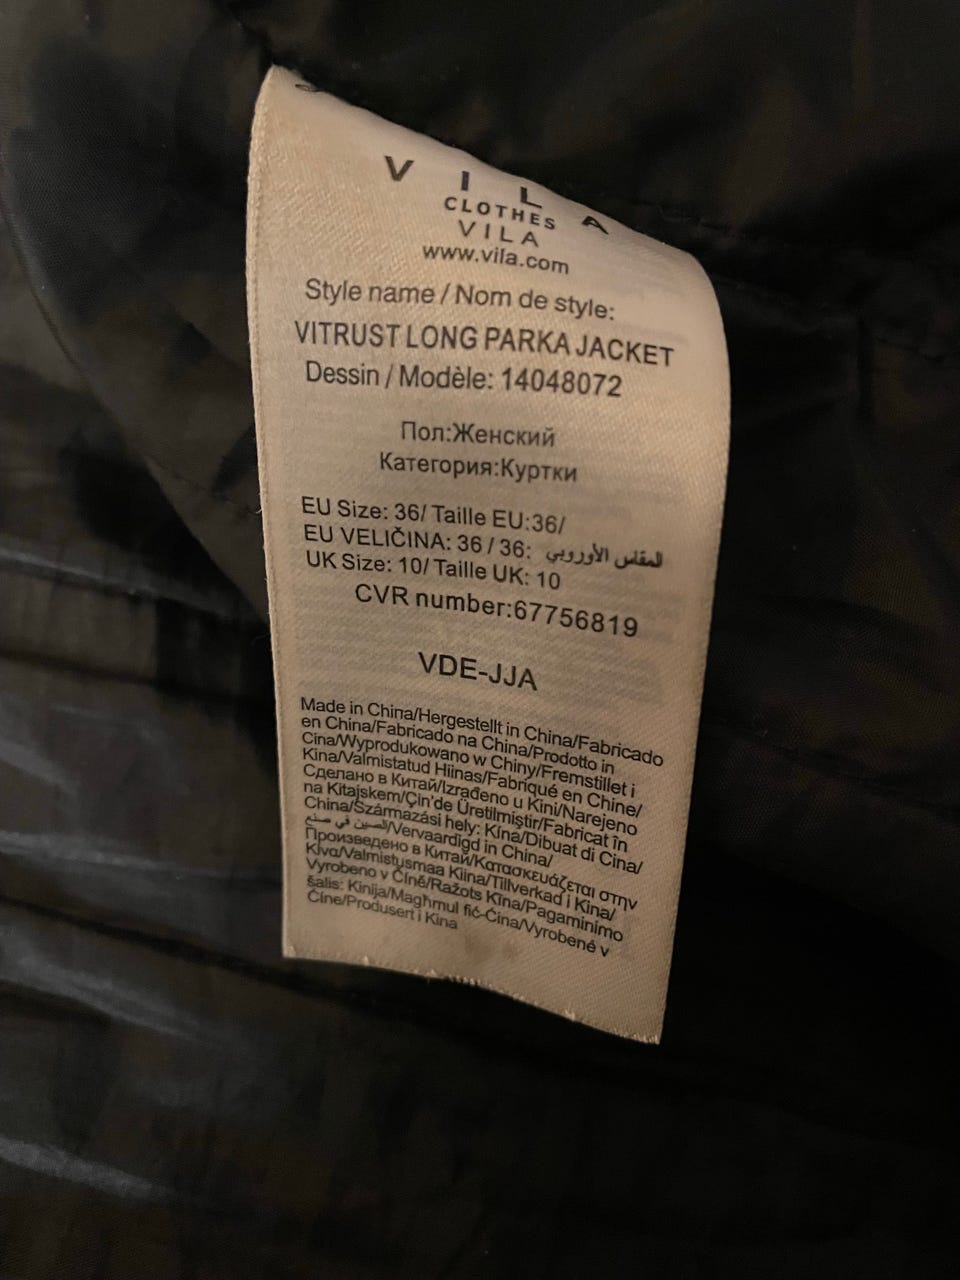 V I L A
CLOTHES
VILA
www.vila.com
Style name / Nom de style:
VITRUST LONG PARKA JACKET
Dessin / Modèle: 14048072
Пол:Женский
Категория:Куртки
EU Size: 36/ Taille EU:36/
EU VELIČINA: 36 / 36: المقاس الأوروبي
UK Size: 10/ Taille UK: 10
CVR number:67756819
VDE-JJA
Made in China/Hergestellt in China/Fabricado
en China/Fabricado na China/Prodotto in
Cina/Wyprodukowano w Chiny/Fremstillet i
Kina/Valmistatud Hiinas/Fabriqué en Chine/
Сделано в Китай/Izrađeno u Kini/Narejeno
na Kitajskem/Çin'de Üretilmiştir/Fabricat în
China/Származási hely: Kína/Dibuat di Cina/
الصين في صنع/Vervaardigd in China/
Произведено в Китай/Κατασκευάζεται στην
Κίνα/Valmistusmaa Kiina/Tillverkad i Kina/
Vyrobeno v Číně/Ražots Ķīna/Pagaminimo
šalis: Kinija/Magħmul fiċ-Ċina/Vyrobené v
Číne/Produsert i Kina